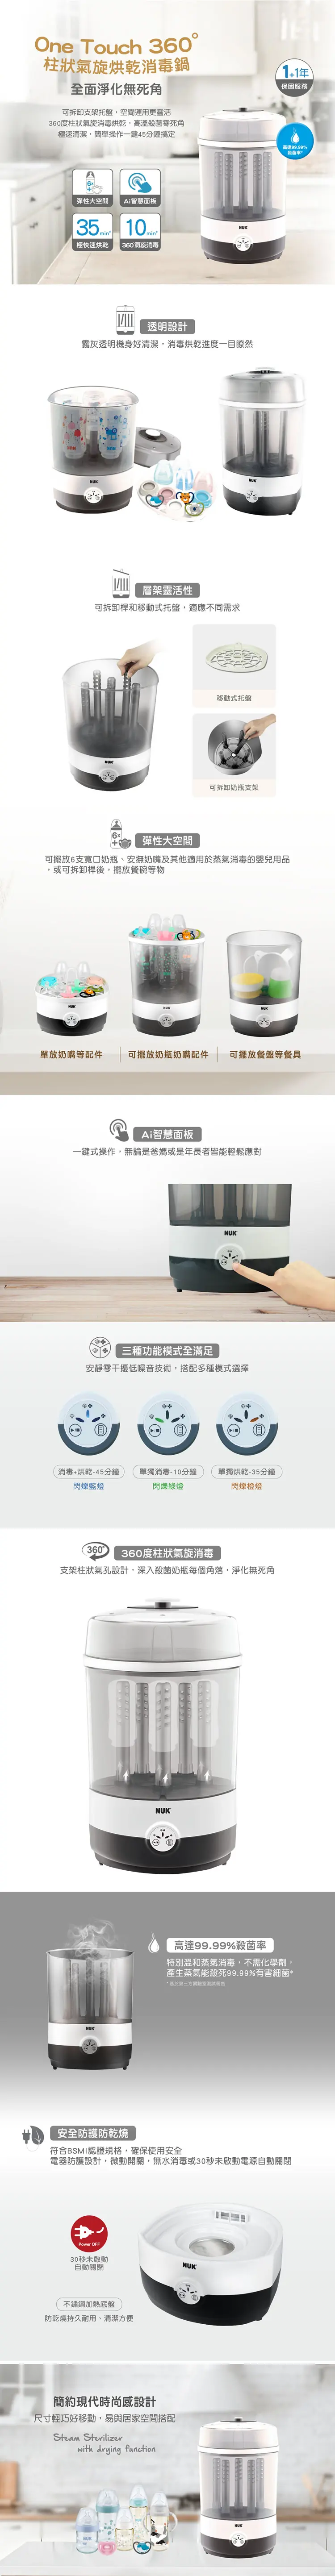 One Touch 360°
柱狀氣旋烘乾消毒鍋
全面淨化無死角
可拆卸支架托盤，空間運用更靈活
360度柱狀氣旋消毒烘乾，高溫殺菌零死角
極速清潔，簡單操作一鍵45分鐘搞定
1+1年
保固服務
高達99.99%
殺菌率*
6×
+
彈性大空間
Ai智慧面板
35min*
極快速烘乾
10min*
360°氣旋消毒
NUK
透明設計
霧灰透明機身好清潔，消毒烘乾進度一目瞭然
NUK
NUK
層架靈活性
可拆卸桿和移動式托盤，適應不同需求
NUK
移動式托盤
可拆卸奶瓶支架
6×
+
彈性大空間
可擺放6支寬口奶瓶、安撫奶嘴及其他適用於蒸氣消毒的嬰兒用品
，或可拆卸桿後，擺放餐碗等物
NUK
NUK
NUK
單放奶嘴等配件
可擺放奶瓶奶嘴配件
可擺放餐盤等餐具
Ai智慧面板
一鍵式操作，無論是爸媽或是年長者皆能輕鬆應對
NUK
三種功能模式全滿足
安靜零干擾低噪音技術，搭配多種模式選擇
消毒+烘乾-45分鐘
單獨消毒-10分鐘
單獨烘乾-35分鐘
閃爍藍燈
閃爍綠燈
閃爍橙燈
360°
360度柱狀氣旋消毒
支架柱狀氣孔設計，深入殺菌奶瓶每個角落，淨化無死角
NUK
高達99.99%殺菌率
特別溫和蒸氣消毒，不需化學劑，
產生蒸氣能殺死99.99%有害細菌*
NUK
安全防護防乾燒
符合BSMI認證規格，確保使用安全
電器防護設計，微動開關，無水消毒或30秒未啟動電源自動關閉
Power OFF
30秒未啟動
自動關閉
NUK
不鏽鋼加熱底盤
防乾燒持久耐用、清潔方便
簡約現代時尚感設計
尺寸輕巧好移動，易與居家空間搭配
Steam Sterilizer
with drying function
NUK